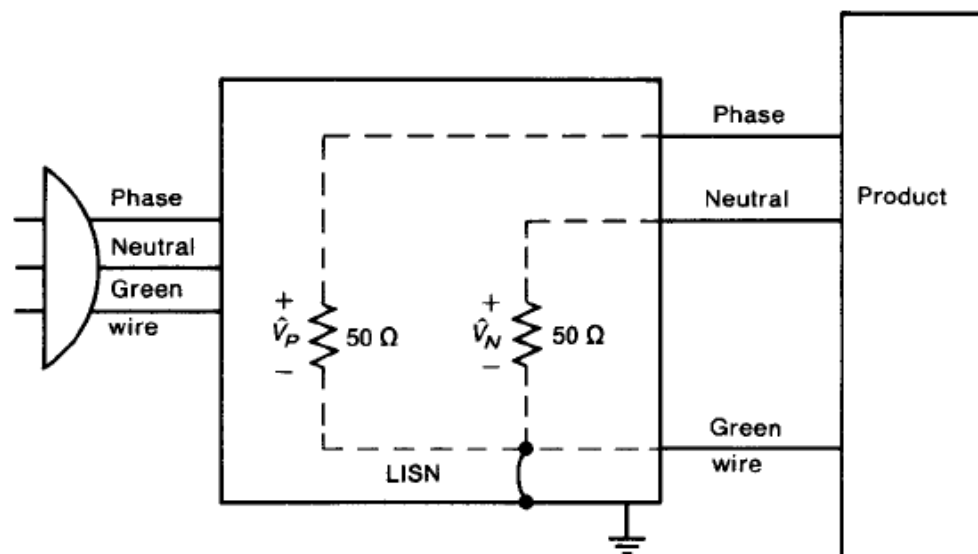 Phase
Neutral
Green
wire
+
V̂P
−
50 Ω
+
V̂N
−
50 Ω
LISN
Phase
Neutral
Green
wire
Product